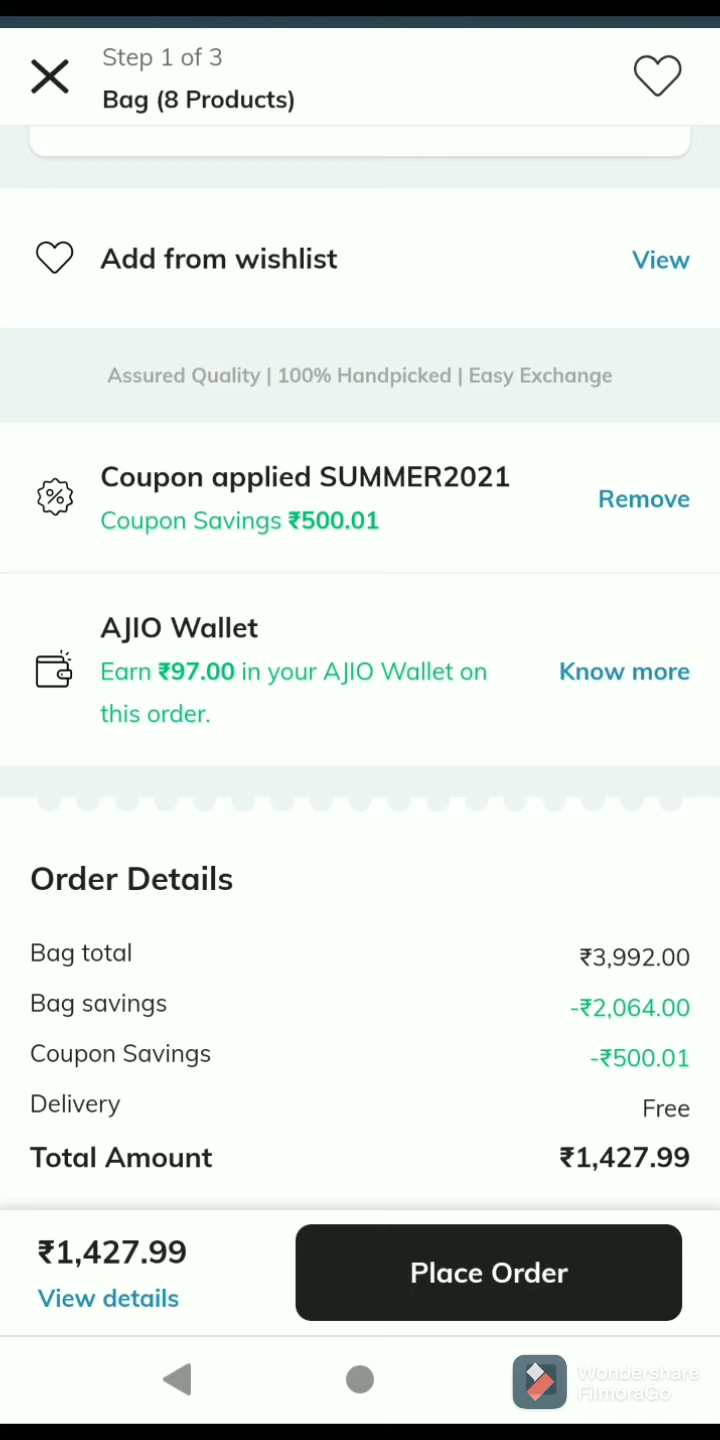 Step 1 of 3
Bag (8 Products)
Add from wishlist
View
Assured Quality | 100% Handpicked | Easy Exchange
Coupon applied SUMMER2021
Coupon Savings ₹500.01
Remove
AJIO Wallet
Earn ₹97.00 in your AJIO Wallet on
this order.
Know more
Order Details
Bag total ₹3,992.00
Bag savings -₹2,064.00
Coupon Savings -₹500.01
Delivery Free
Total Amount ₹1,427.99
₹1,427.99
View details
Place Order
Wondershare
FilmoraGo